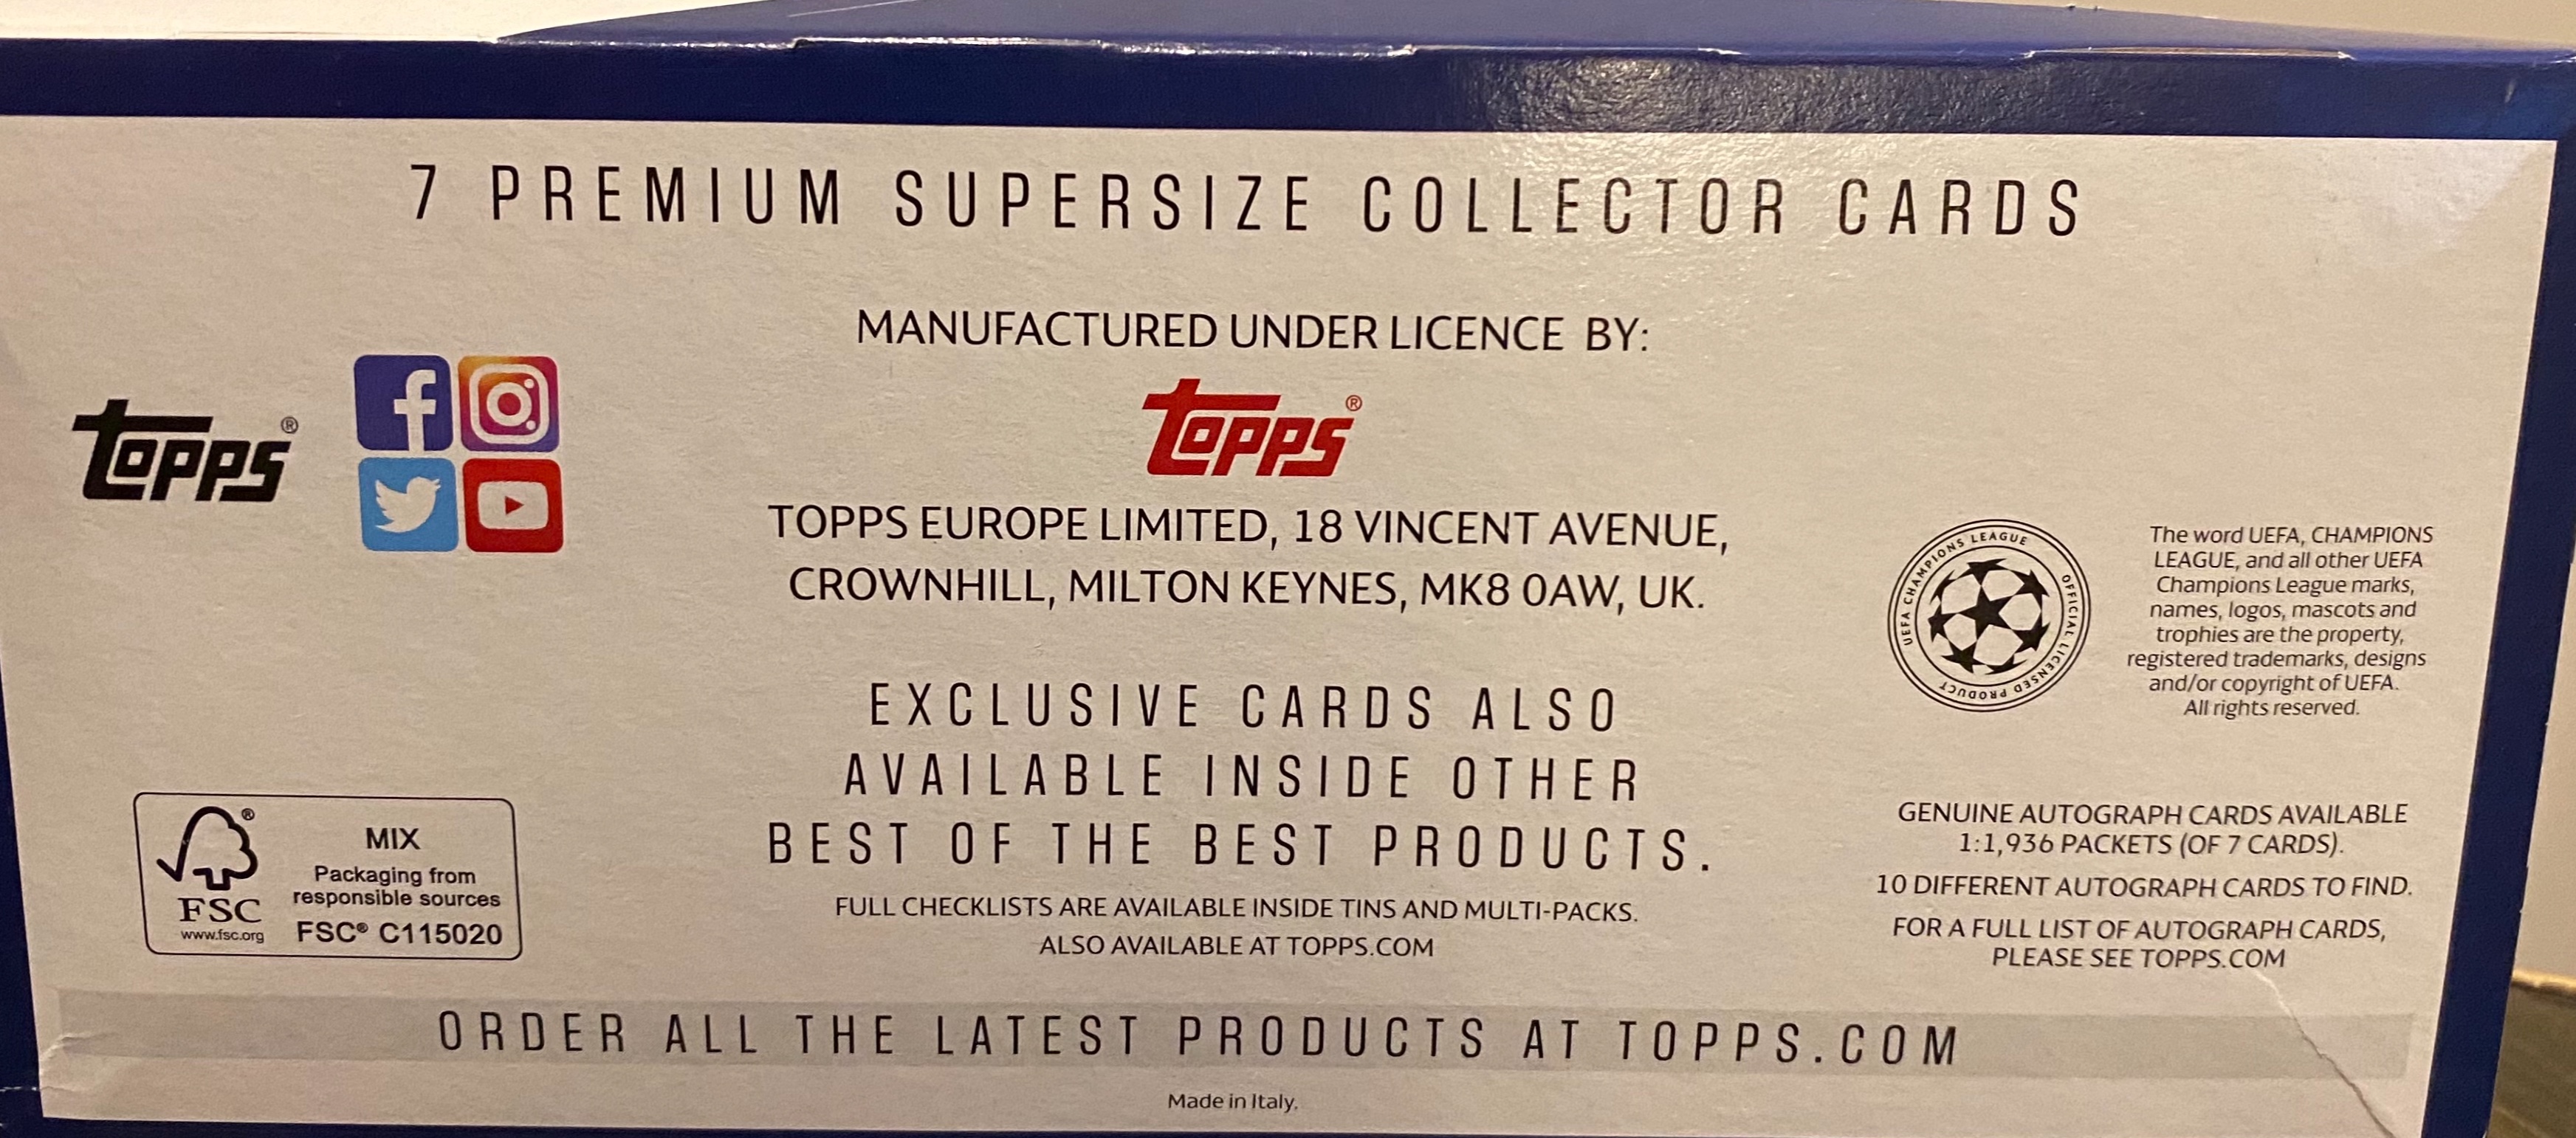 7 PREMIUM SUPERSIZE COLLECTOR CARDS
MANUFACTURED UNDER LICENCE BY:
TOPPS®
TOPPS®
TOPPS EUROPE LIMITED, 18 VINCENT AVENUE,
CROWNHILL, MILTON KEYNES, MK8 0AW, UK.
UEFA CHAMPIONS LEAGUE OFFICIAL LICENSED PRODUCT
The word UEFA, CHAMPIONS
LEAGUE, and all other UEFA
Champions League marks,
names, logos, mascots and
trophies are the property,
registered trademarks, designs
and/or copyright of UEFA.
All rights reserved.
EXCLUSIVE CARDS ALSO
AVAILABLE INSIDE OTHER
BEST OF THE BEST PRODUCTS.
FULL CHECKLISTS ARE AVAILABLE INSIDE TINS AND MULTI-PACKS.
ALSO AVAILABLE AT TOPPS.COM
®
FSC
www.fsc.org
MIX
Packaging from
responsible sources
FSC® C115020
GENUINE AUTOGRAPH CARDS AVAILABLE
1:1,936 PACKETS (OF 7 CARDS).
10 DIFFERENT AUTOGRAPH CARDS TO FIND.
FOR A FULL LIST OF AUTOGRAPH CARDS,
PLEASE SEE TOPPS.COM
ORDER ALL THE LATEST PRODUCTS AT TOPPS.COM
Made in Italy.